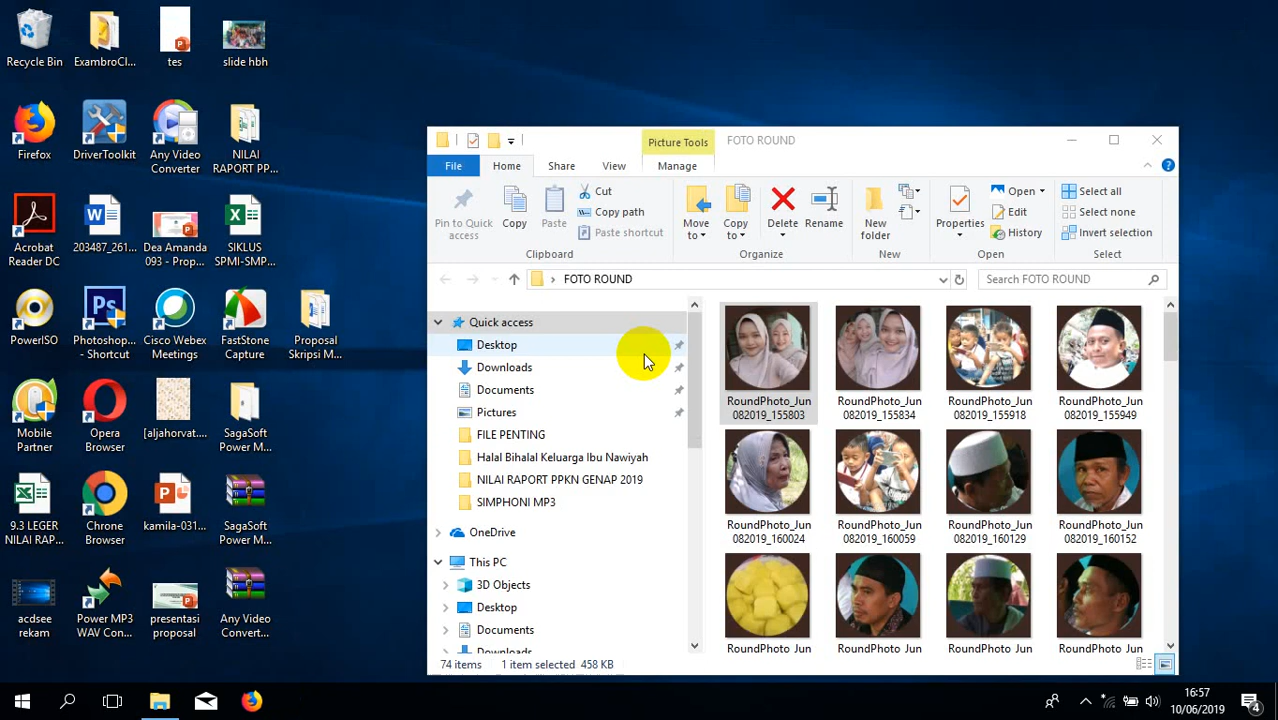 Recycle Bin
ExambroCl...
tes
slide hbh
Firefox
DriverToolkit
Any Video
Converter
NILAI
RAPORT PP...
Acrobat
Reader DC
203487_261...
Dea Amanda
093 - Prop...
SIKLUS
SPMI-SMP...
PowerISO
Photoshop...
- Shortcut
Cisco Webex
Meetings
FastStone
Capture
Proposal
Skripsi M...
Mobile
Partner
Opera
Browser
[aljahorvat....
SagaSoft
Power M...
9.3 LEGER
NILAI RAP...
Chrome
Browser
kamila-031...
SagaSoft
Power M...
acdsee
rekam
Power MP3
WAV Con...
presentasi
proposal
Any Video
Convert...
Picture Tools
FOTO ROUND
File
Home
Share
View
Manage
Pin to Quick
access
Copy
Paste
Cut
Copy path
Paste shortcut
Move
to
Copy
to
Delete
Rename
New
folder
Properties
Open
Edit
History
Select all
Select none
Invert selection
Clipboard
Organize
New
Open
Select
FOTO ROUND
Search FOTO ROUND
Quick access
Desktop
Downloads
Documents
Pictures
FILE PENTING
Halal Bihalal Keluarga Ibu Nawiyah
NILAI RAPORT PPKN GENAP 2019
SIMPHONI MP3
OneDrive
This PC
3D Objects
Desktop
Documents
Downloads
RoundPhoto_Jun
082019_155803
RoundPhoto_Jun
082019_155834
RoundPhoto_Jun
082019_155918
RoundPhoto_Jun
082019_155949
RoundPhoto_Jun
082019_160024
RoundPhoto_Jun
082019_160059
RoundPhoto_Jun
082019_160129
RoundPhoto_Jun
082019_160152
RoundPhoto_Jun
RoundPhoto_Jun
RoundPhoto_Jun
RoundPhoto_Jun
74 items
1 item selected 458 KB
16:57
10/06/2019
4